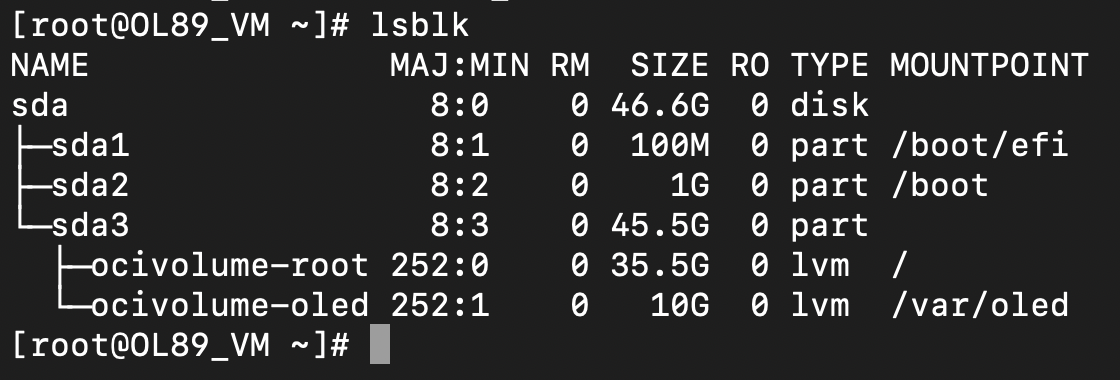 [root@OL89_VM ~]# lsblk
NAME               MAJ:MIN RM  SIZE RO TYPE MOUNTPOINT
sda                  8:0    0 46.6G  0 disk
├─sda1               8:1    0  100M  0 part /boot/efi
├─sda2               8:2    0    1G  0 part /boot
└─sda3               8:3    0 45.5G  0 part
  ├─ocivolume-root 252:0    0 35.5G  0 lvm  /
  └─ocivolume-oled 252:1    0   10G  0 lvm  /var/oled
[root@OL89_VM ~]#